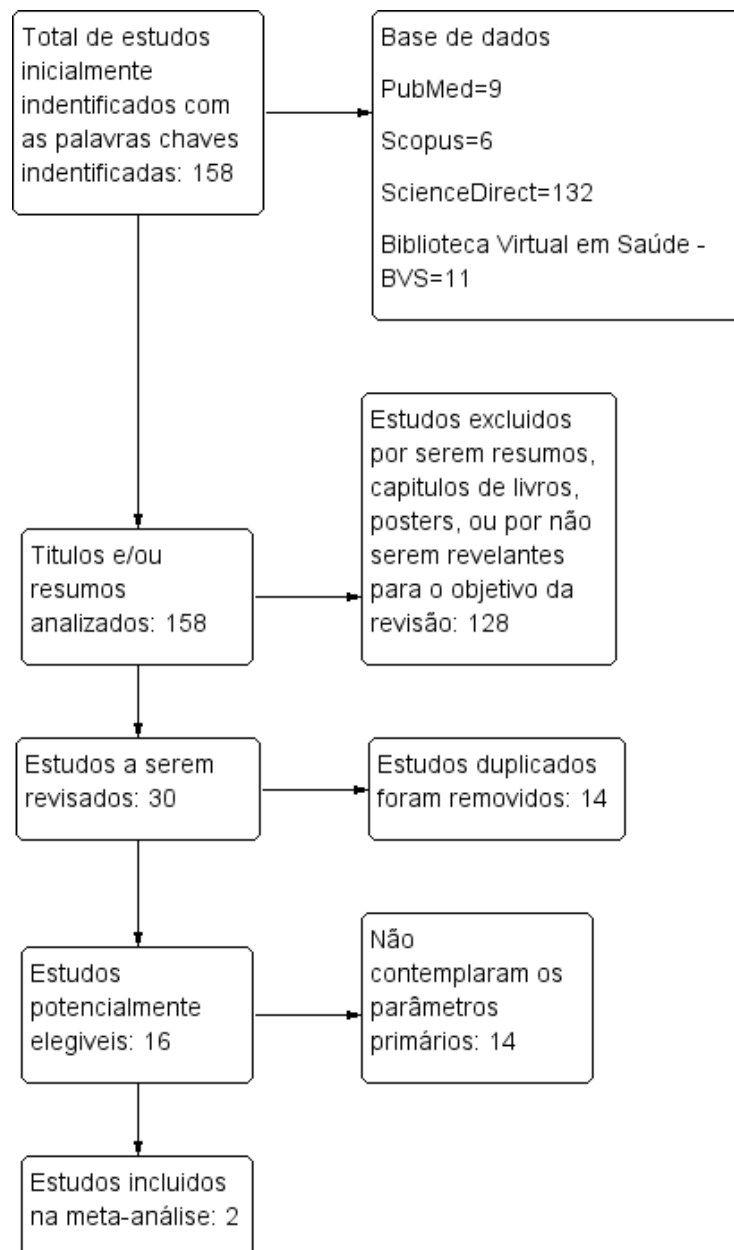 Total de estudos
inicialmente
indentificados com
as palavras chaves
indentificadas: 158
Base de dados
PubMed=9
Scopus=6
ScienceDirect=132
Biblioteca Virtual em Saúde -
BVS=11
Estudos excluidos
por serem resumos,
capitulos de livros,
posters, ou por não
serem revelantes
para o objetivo da
revisão: 128
Titulos e/ou
resumos
analizados: 158
Estudos a serem
revisados: 30
Estudos duplicados
foram removidos: 14
Não
contemplaram os
parâmetros
primários: 14
Estudos
potencialmente
elegiveis: 16
Estudos incluidos
na meta-análise: 2